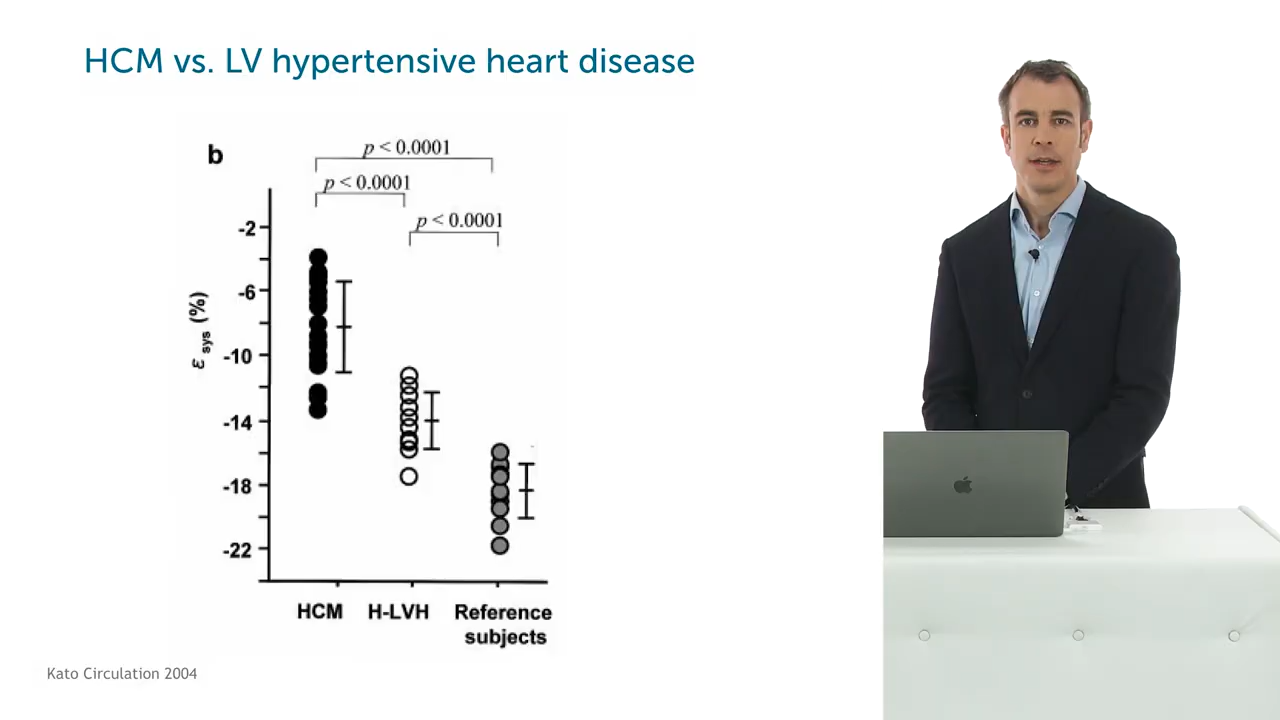 HCM vs. LV hypertensive heart disease
b
p < 0.0001
p < 0.0001
p < 0.0001
-2
-6
-10
-14
-18
-22
ε sys (%)
HCM
H-LVH
Reference
subjects
Kato Circulation 2004